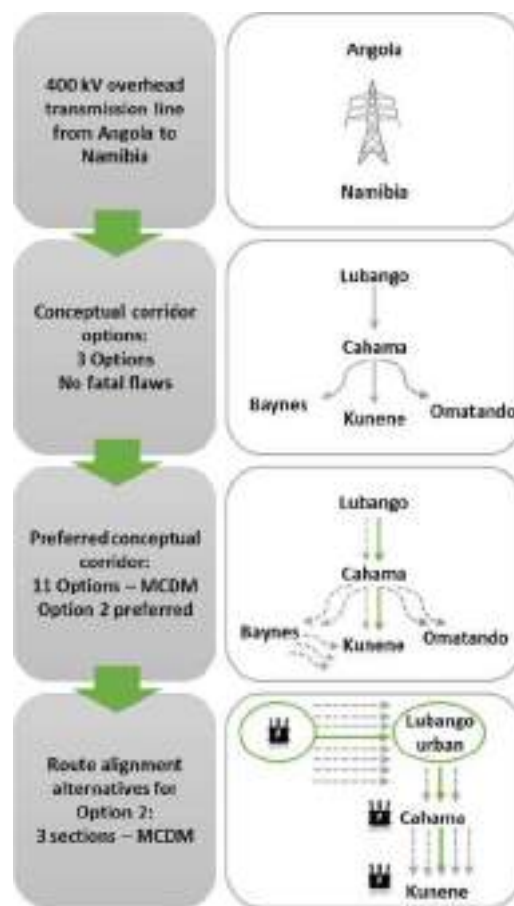 400 kV overhead
transmission line
from Angola to
Namibia
Angola
Namibia
Conceptual corridor
options:
3 Options
No fatal flaws
Lubango
Cahama
Baynes
Kunene
Omatando
Preferred conceptual
corridor:
11 Options – MCDM
Option 2 preferred
Lubango
Cahama
Baynes
Kunene
Omatando
Route alignment
alternatives for
Option 2:
3 sections – MCDM
Lubango
urban
Cahama
Kunene